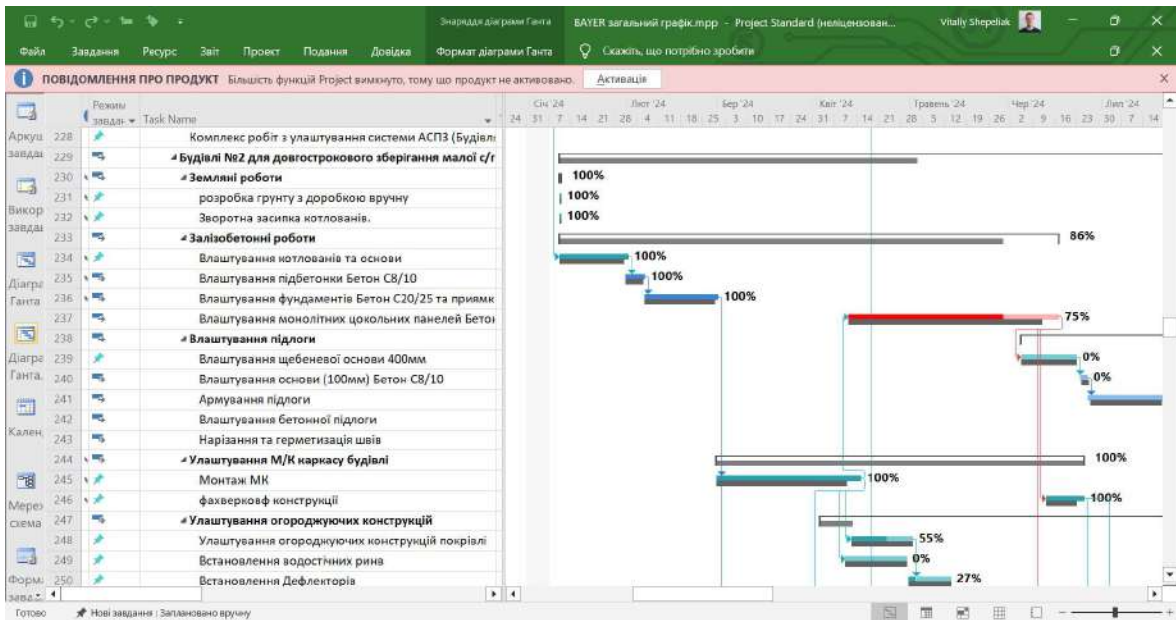 Знаряддя діаграми Ганта
BAYER загальний графік.mpp - Project Standard (неліцензован...
Vitaliy Shepeliak
Файл Завдання Ресурс Звіт Проект Подання Довідка Формат діаграми Ганта Скажіть, що потрібно зробити
ПОВІДОМЛЕННЯ ПРО ПРОДУКТ Більшість функцій Project вимкнуто, тому що продукт не активовано. Активація
Режим завдан Task Name
Січ '24 Лют '24 Бер '24 Квіт '24 Травень '24 Чер '24 Лип '24
24 31 7 14 21 28 4 11 18 25 3 10 17 24 31 7 14 21 28 5 12 19 26 2 9 16 23 30 7 14
228 Комплекс робіт з улаштування системи АСПЗ (Будівл
229 Будівлі №2 для довгострокового зберігання малої с/г
230 Земляні роботи 100%
231 розробка грунту з доробкою вручну 100%
232 Зворотна засипка котлованів. 100%
233 Залізобетонні роботи 86%
234 Влаштування котлованів та основи 100%
235 Влаштування підбетонки Бетон С8/10 100%
236 Влаштування фундаментів Бетон С20/25 та приямк 100%
237 Влаштування монолітних цокольних панелей Бетон 75%
238 Влаштування підлоги
239 Влаштування щебеневої основи 400мм 0%
240 Влаштування основи (100мм) Бетон С8/10 0%
241 Армування підлоги
242 Влаштування бетонної підлоги
243 Нарізання та герметизація швів
244 Улаштування М/К каркасу будівлі 100%
245 Монтаж МК 100%
246 фахверковф конструкції 100%
247 Улаштування огороджуючих конструкцій
248 Улаштування огороджуючих конструкцій покрівлі 55%
249 Встановлення водостічних ринв 0%
250 Встановлення Дефлекторів 27%
Аркуш
завда
Викор
завда
Діагра
Ганта
Діагра
Ганта.
Кален,
Мереж
схема
Форма
Готово Нові завдання : Заплановано вручну